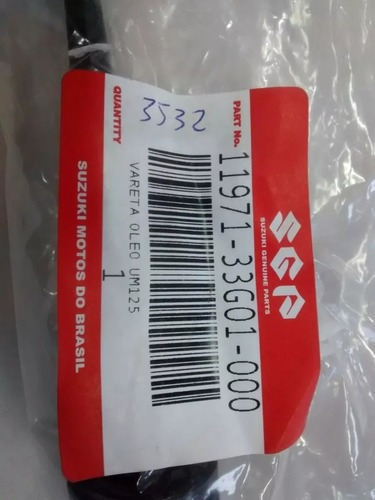 SGP
SUZUKI GENUINE PARTS
PART No. 11971-33G01-000
3532
VARETA OLEO UM125
QUANTITY 1
SUZUKI MOTOS DO BRASIL